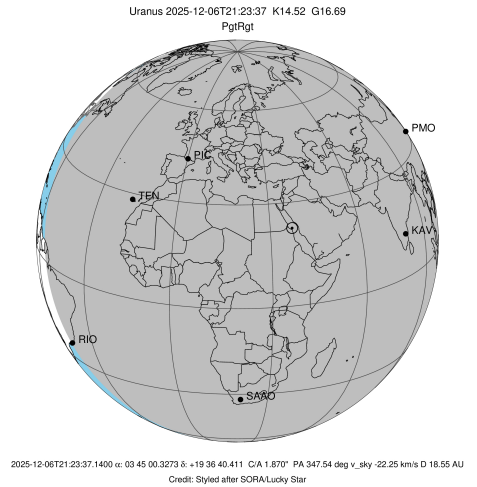 Uranus 2025-12-06T21:23:37 K14.52 G16.69
PgtRgt
PMO
PIC
TEN
KAV
RIO
SAAO
2025-12-06T21:23:37.1400 α: 03 45 00.3273 δ: +19 36 40.411 C/A 1.870" PA 347.54 deg v_sky -22.25 km/s D 18.55 AU
Credit: Styled after SORA/Lucky Star